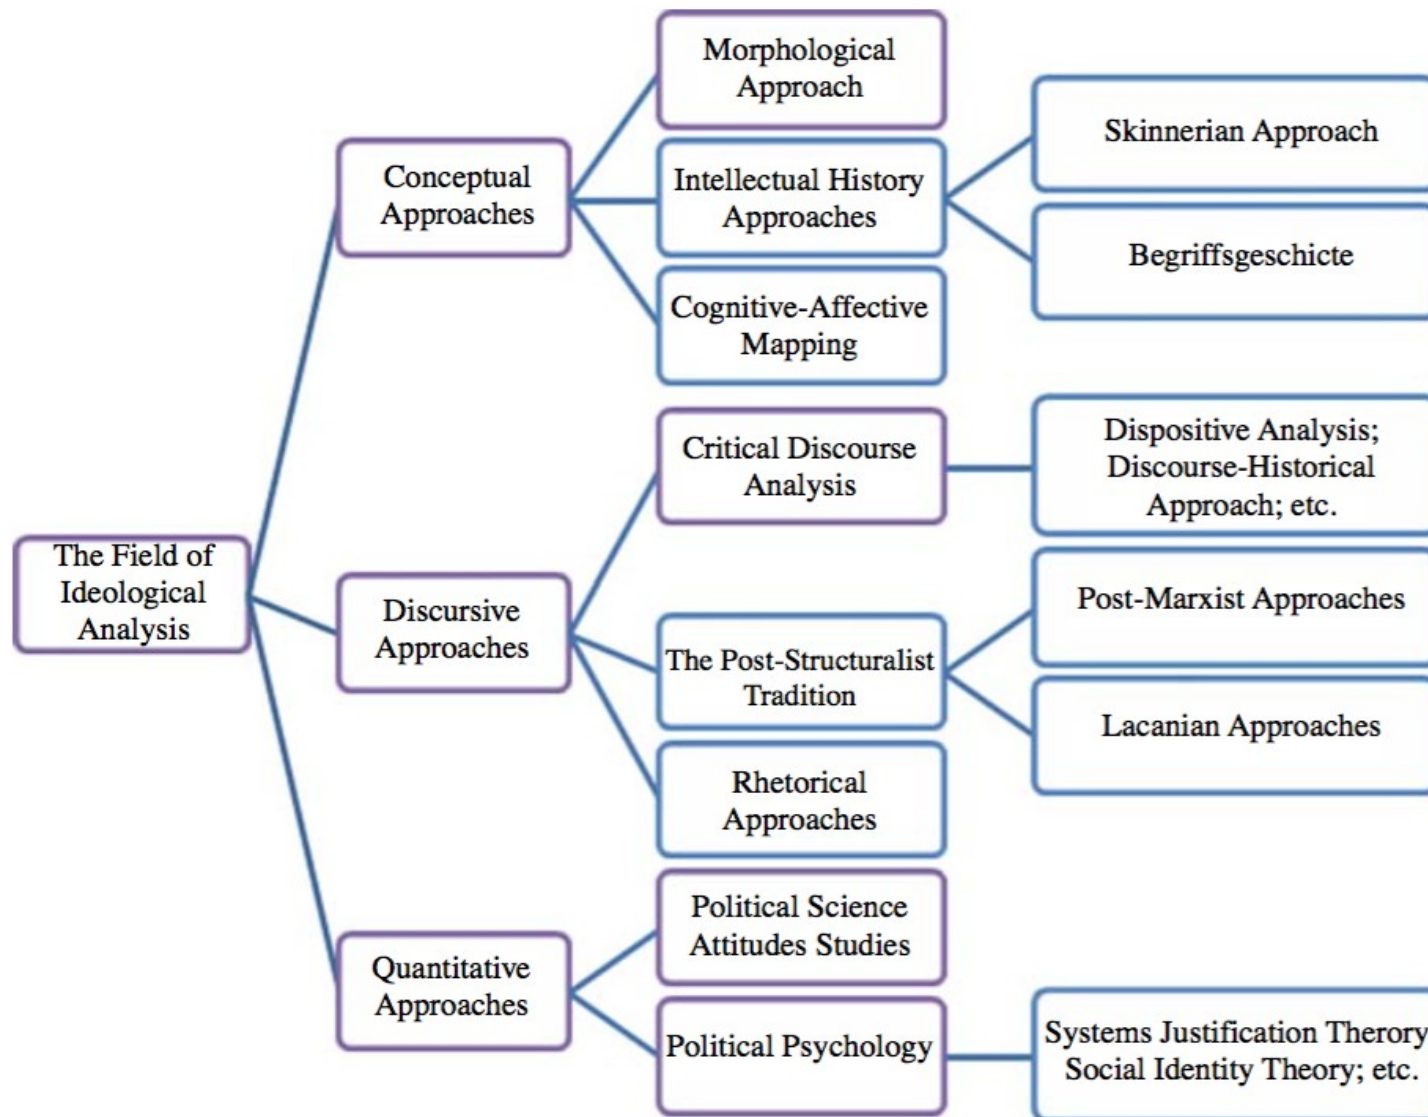 Morphological
Approach
Skinnerian Approach
Conceptual
Approaches
Intellectual History
Approaches
Begriffsgeschicte
Cognitive-Affective
Mapping
Critical Discourse
Analysis
Dispositive Analysis;
Discourse-Historical
Approach; etc.
The Field of
Ideological
Analysis
Discursive
Approaches
The Post-Structuralist
Tradition
Post-Marxist Approaches
Lacanian Approaches
Rhetorical
Approaches
Political Science
Attitudes Studies
Quantitative
Approaches
Political Psychology
Systems Justification Therory
Social Identity Theory; etc.